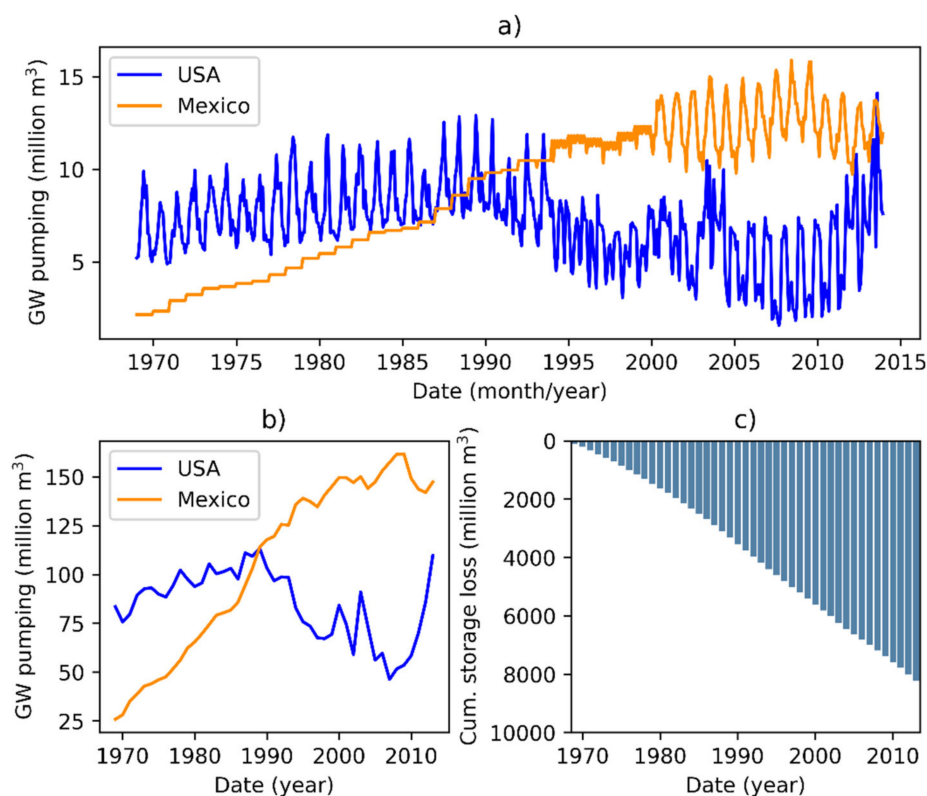 a)
GW pumping (million m³)
15
10
5
USA
Mexico
1970 1975 1980 1985 1990 1995 2000 2005 2010 2015
Date (month/year)
b)
GW pumping (million m³)
150
125
100
75
50
25
USA
Mexico
1970 1980 1990 2000 2010
Date (year)
c)
Cum. storage loss (million m³)
0
2000
4000
6000
8000
10000
1970 1980 1990 2000 2010
Date (year)